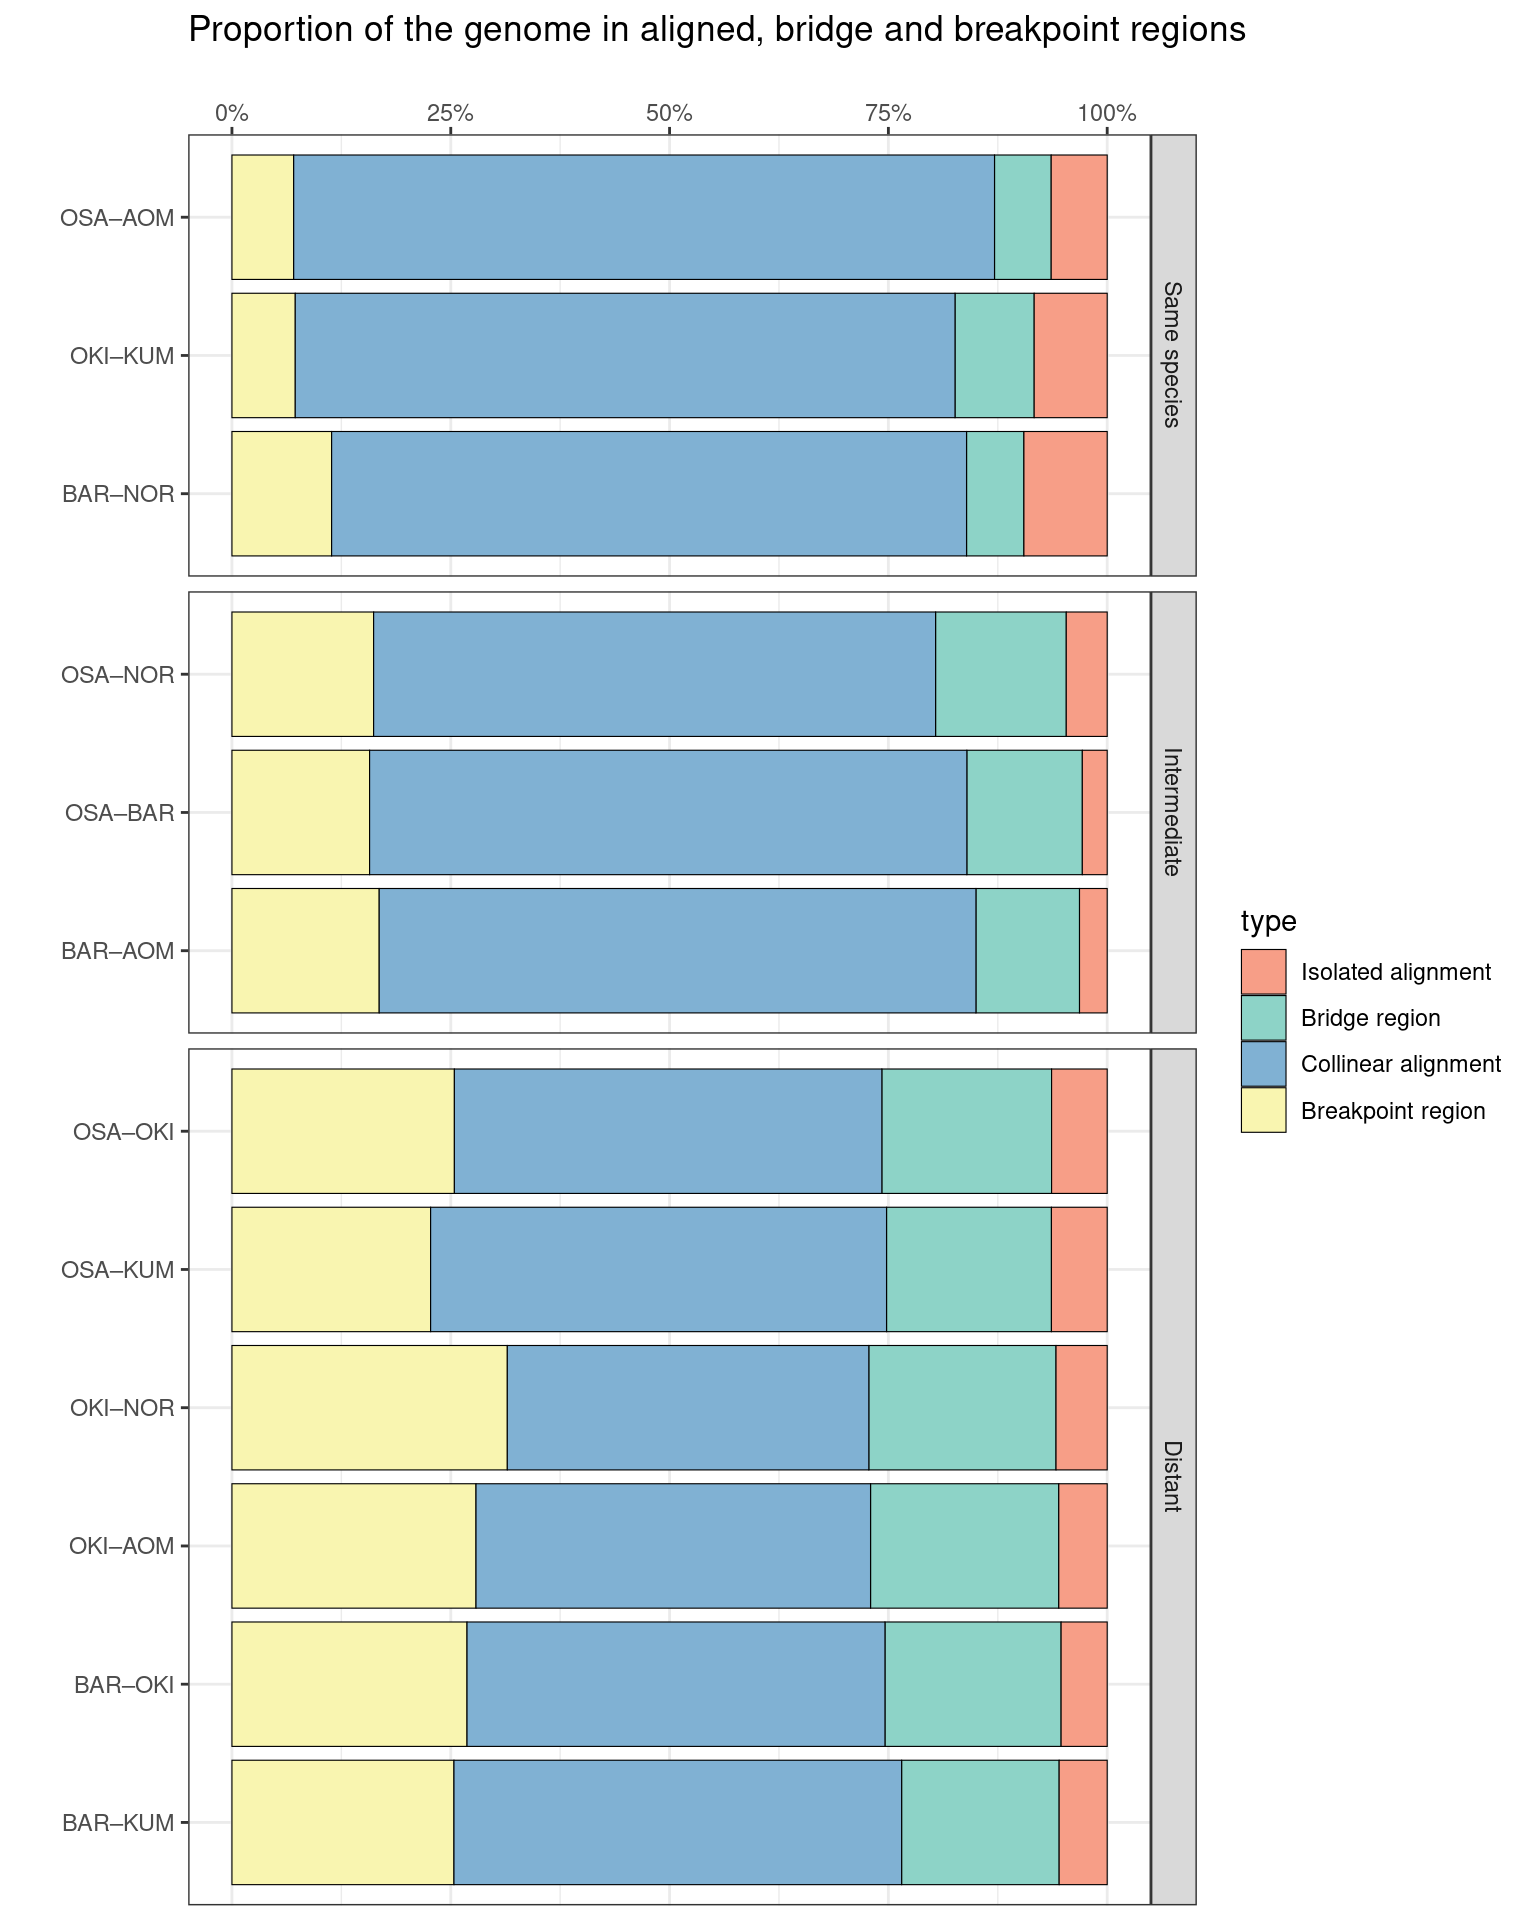 Proportion of the genome in aligned, bridge and breakpoint regions
0% 25% 50% 75% 100%
OSA–AOM
OKI–KUM
BAR–NOR
Same species
OSA–NOR
OSA–BAR
BAR–AOM
Intermediate
OSA–OKI
OSA–KUM
OKI–NOR
OKI–AOM
BAR–OKI
BAR–KUM
Distant
type
Isolated alignment
Bridge region
Collinear alignment
Breakpoint region